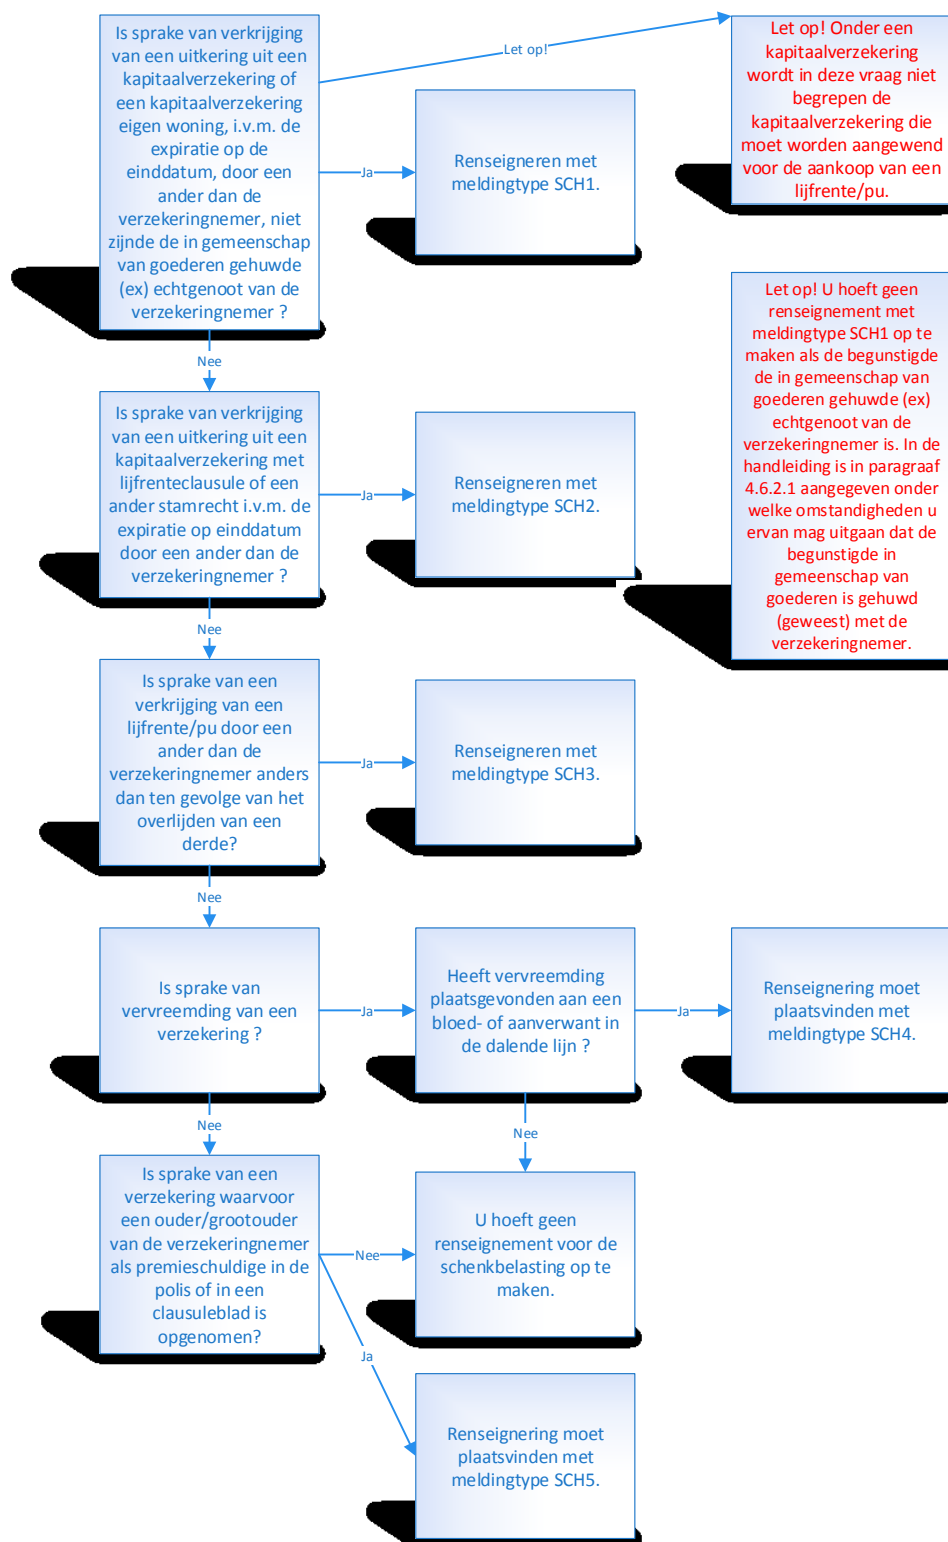 Is sprake van verkrijging
van een uitkering uit een
kapitaalverzekering of
een kapitaalverzekering
eigen woning, i.v.m. de
expiratie op de
einddatum, door een
ander dan de
verzekeringnemer, niet
zijnde de in gemeenschap
van goederen gehuwde
(ex) echtgenoot van de
verzekeringnemer ?
Let op!
Let op! Onder een
kapitaalverzekering
wordt in deze vraag niet
begrepen de
kapitaalverzekering die
moet worden aangewend
voor de aankoop van een
lijfrente/pu.
Ja
Renseigneren met
meldingtype SCH1.
Let op! U hoeft geen
renseignement met
meldingtype SCH1 op te
maken als de begunstigde
de in gemeenschap van
goederen gehuwde (ex)
echtgenoot van de
verzekeringnemer is. In de
handleiding is in paragraaf
4.6.2.1 aangegeven onder
welke omstandigheden u
ervan mag uitgaan dat de
begunstigde in
gemeenschap van
goederen is gehuwd
(geweest) met de
verzekeringnemer.
Nee
Is sprake van verkrijging
van een uitkering uit een
kapitaalverzekering met
lijfrenteclausule of een
ander stamrecht i.v.m. de
expiratie op einddatum
door een ander dan de
verzekeringnemer ?
Ja
Renseigneren met
meldingtype SCH2.
Nee
Is sprake van een
verkrijging van een
lijfrente/pu door een
ander dan de
verzekeringnemer anders
dan ten gevolge van het
overlijden van een
derde?
Ja
Renseigneren met
meldingtype SCH3.
Nee
Is sprake van
vervreemding van een
verzekering ?
Ja
Heeft vervreemding
plaatsgevonden aan een
bloed- of aanverwant in
de dalende lijn ?
Ja
Renseignering moet
plaatsvinden met
meldingtype SCH4.
Nee
Nee
Is sprake van een
verzekering waarvoor
een ouder/grootouder
van de verzekeringnemer
als premieschuldige in de
polis of in een
clausuleblad is
opgenomen?
Nee
U hoeft geen
renseignement voor de
schenkbelasting op te
maken.
Ja
Renseignering moet
plaatsvinden met
meldingtype SCH5.